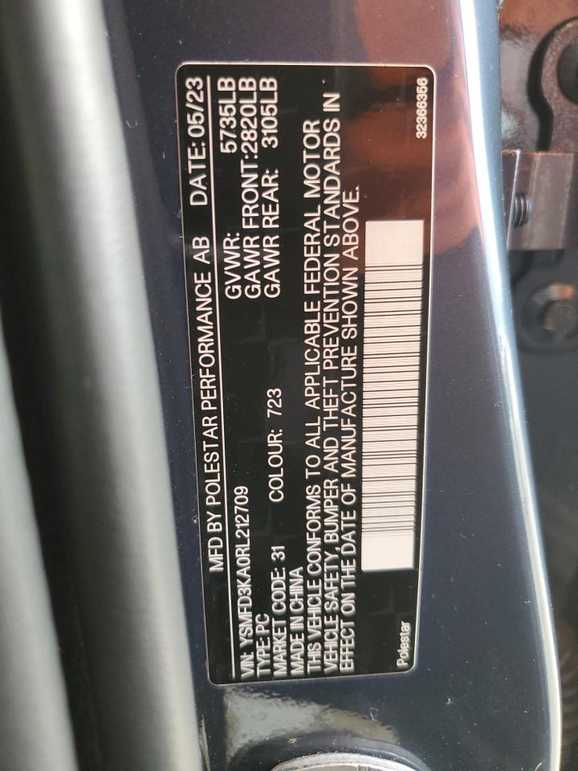 MFD BY POLESTAR PERFORMANCE AB DATE: 05/23
GVWR: 5735LB
GAWR FRONT:2820LB
GAWR REAR: 3105LB
VIN: YSMFD3KA0RL212709
TYPE: PC
MARKET CODE: 31 COLOUR: 723
MADE IN CHINA
THIS VEHICLE CONFORMS TO ALL APPLICABLE FEDERAL MOTOR
VEHICLE SAFETY, BUMPER AND THEFT PREVENTION STANDARDS IN
EFFECT ON THE DATE OF MANUFACTURE SHOWN ABOVE.
Polestar 32366356